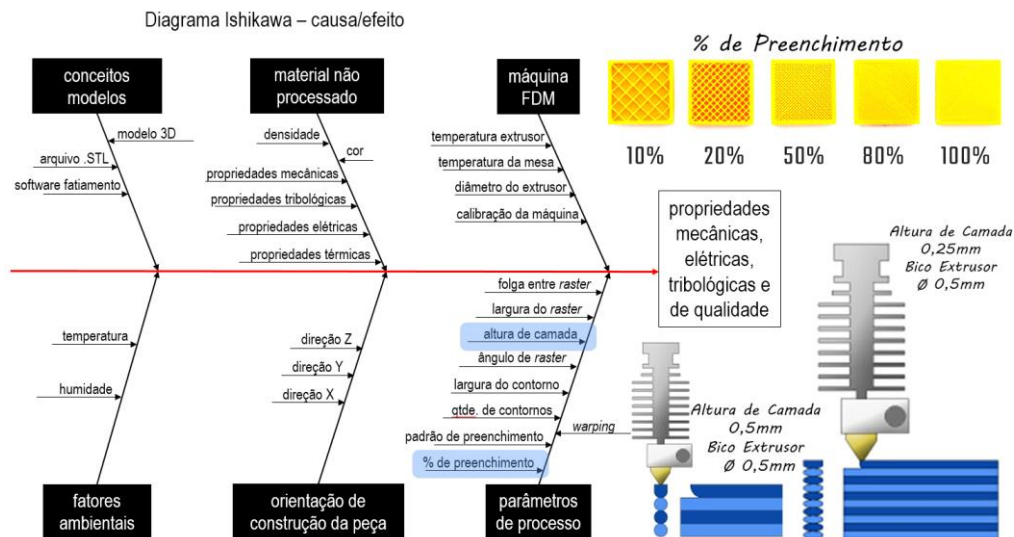 Diagrama Ishikawa – causa/efeito
conceitos
modelos
modelo 3D
arquivo .STL
software fatiamento
material não
processado
densidade
cor
propriedades mecânicas
propriedades tribológicas
propriedades elétricas
propriedades térmicas
máquina
FDM
temperatura extrusor
temperatura da mesa
diâmetro do extrusor
calibração da máquina
% de Preenchimento
10%
20%
50%
80%
100%
propriedades
mecânicas,
elétricas,
tribológicas e
de qualidade
Altura de Camada
0,25mm
Bico Extrusor
Ø 0,5mm
temperatura
humidade
fatores
ambientais
direção Z
direção Y
direção X
orientação de
construção da peça
folga entre raster
largura do raster
altura de camada
ângulo de raster
largura do contorno
qtde. de contornos
warping
padrão de preenchimento
% de preenchimento
parâmetros
de processo
Altura de Camada
0,5mm
Bico Extrusor
Ø 0,5mm